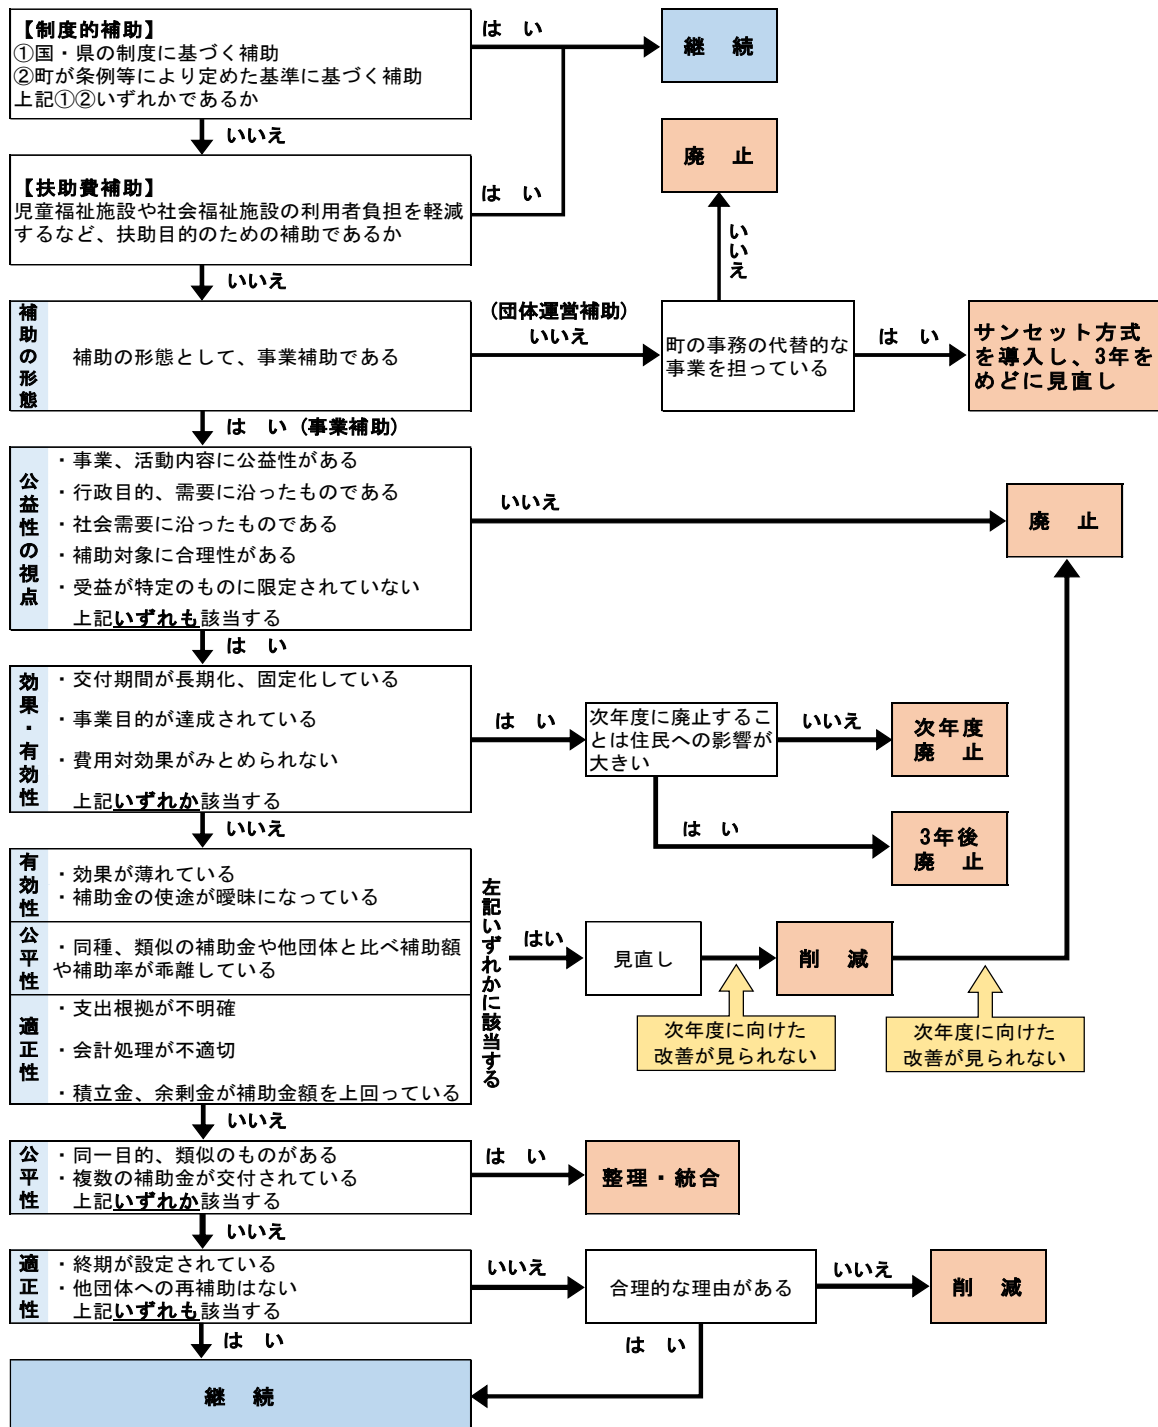 【制度的補助】
①国・県の制度に基づく補助
②町が条例等により定めた基準に基づく補助
上記①②いずれかであるか
は い
継 続
いいえ
廃 止
【扶助費補助】
児童福祉施設や社会福祉施設の利用者負担を軽減
するなど、扶助目的のための補助であるか
は い
いいえ
いいえ
補助の形態
補助の形態として、事業補助である
(団体運営補助)
いいえ
町の事務の代替的な
事業を担っている
は い
サンセット方式
を導入し、3年を
めどに見直し
は い (事業補助)
公益性の視点
・事業、活動内容に公益性がある
・行政目的、需要に沿ったものである
・社会需要に沿ったものである
・補助対象に合理性がある
・受益が特定のものに限定されていない
上記いずれも該当する
いいえ
廃 止
は い
効果・有効性
・交付期間が長期化、固定化している
・事業目的が達成されている
・費用対効果がみとめられない
上記いずれか該当する
は い
次年度に廃止するこ
とは住民への影響が
大きい
いいえ
次年度
廃 止
は い
3年後
廃 止
いいえ
有効性
・効果が薄れている
・補助金の使途が曖昧になっている
公平性
・同種、類似の補助金や他団体と比べ補助額
や補助率が乖離している
適正性
・支出根拠が不明確
・会計処理が不適切
・積立金、余剰金が補助金額を上回っている
左記いずれかに該当する
はい
見直し
削 減
次年度に向けた
改善が見られない
次年度に向けた
改善が見られない
いいえ
公平性
・同一目的、類似のものがある
・複数の補助金が交付されている
上記いずれか該当する
は い
整理・統合
いいえ
適正性
・終期が設定されている
・他団体への再補助はない
上記いずれも該当する
いいえ
合理的な理由がある
いいえ
削 減
は い
は い
継 続